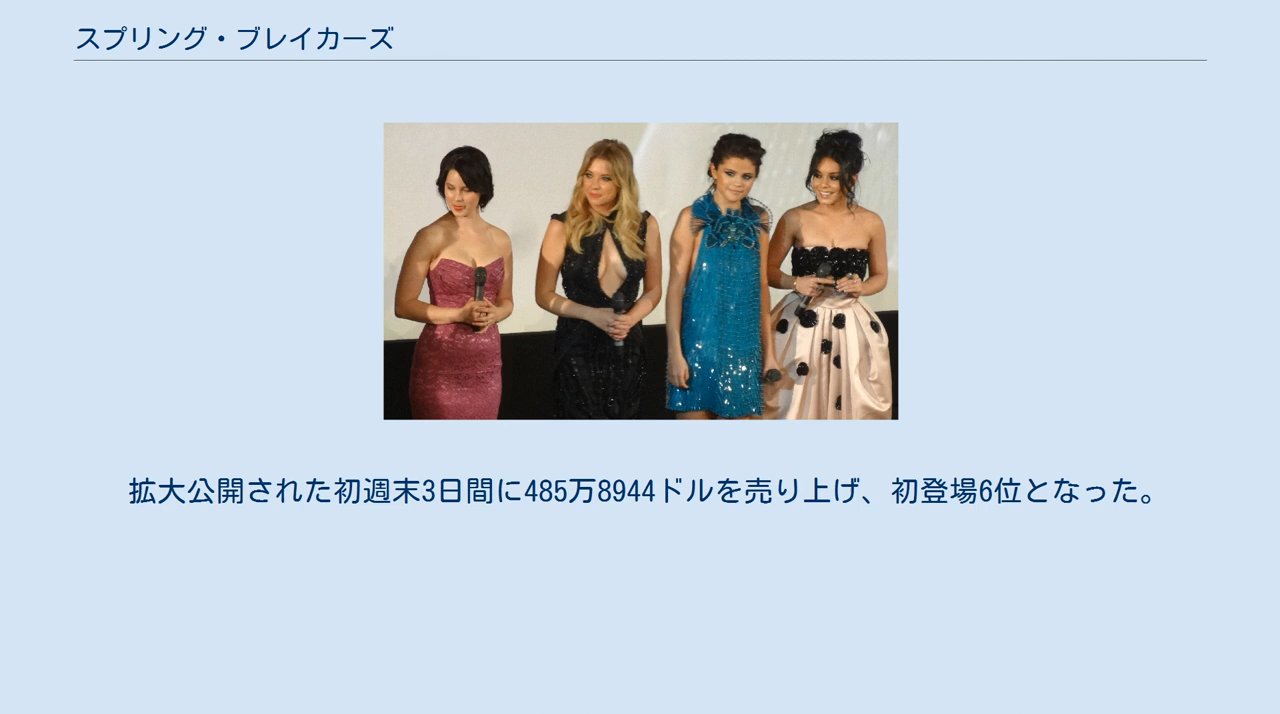 スプリング・ブレイカーズ
拡大公開された初週末3日間に485万8944ドルを売り上げ、初登場6位となった。